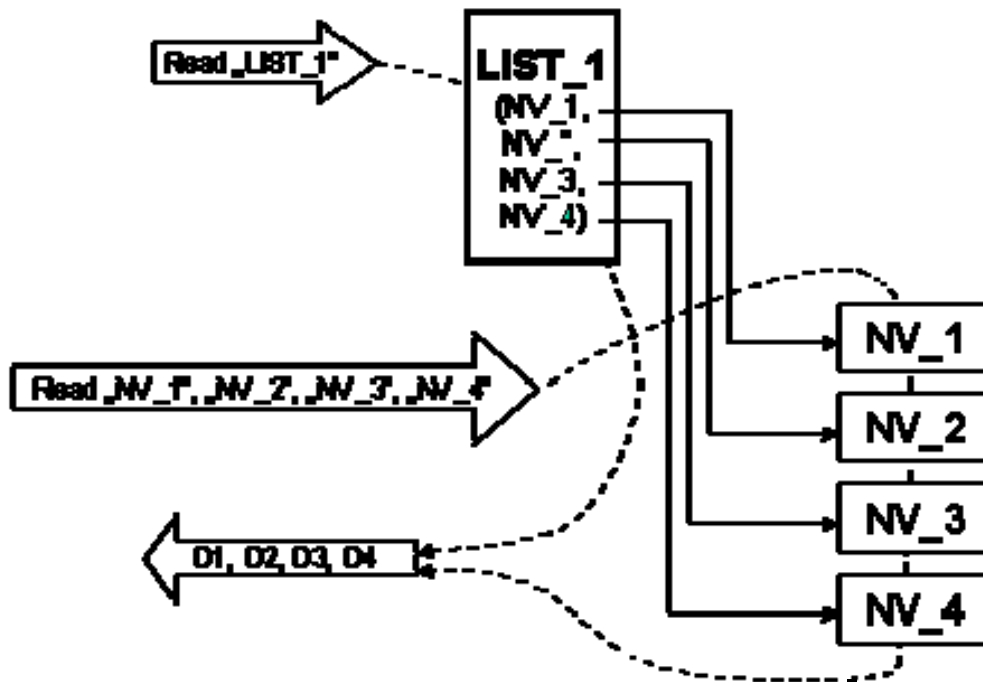 Read „LIST_1"
LIST_1
(NV_1,
NV_",
NV_3,
NV_4)
NV_1
Read „NV_1", „NV_2', „NV_3', „NV_4"
NV_2
NV_3
D1, D2, D3, D4
NV_4